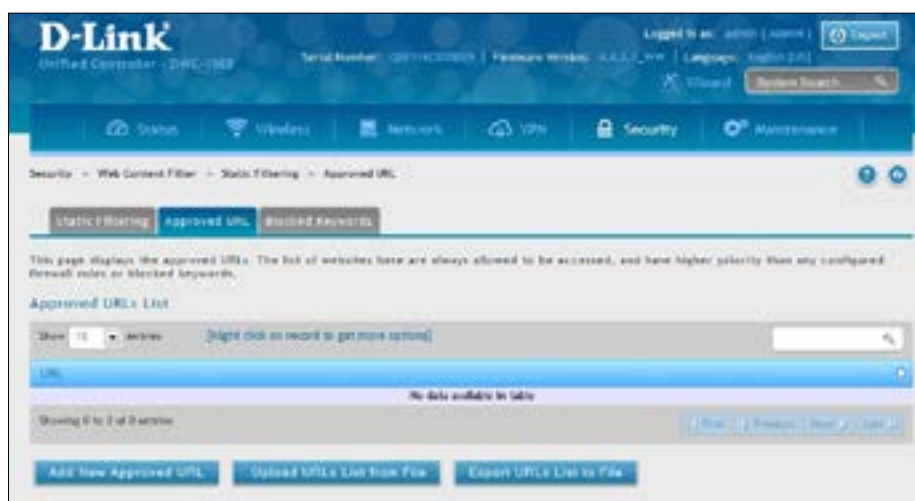 D-Link
Unified Controller - DWC-1000
Logged in as: admin ( ADMIN ) Logout
Serial Number: | Firmware Version: | Language: English [US]
Wizard System Search
Status Wireless Network VPN Security Maintenance
Security » Web Content Filter » Static Filtering » Approved URL
Static Filtering Approved URL Blocked Keywords
This page displays the approved URLs. The list of websites here are always allowed to be accessed, and have higher priority than any configured
firewall rules or blocked keywords.
Approved URLs List
Show 10 entries [Right click on record to get more options]
URL
No data available in table
Showing 0 to 0 of 0 entries
First Previous Next Last
Add New Approved URL Upload URLs List from File Export URLs List to File